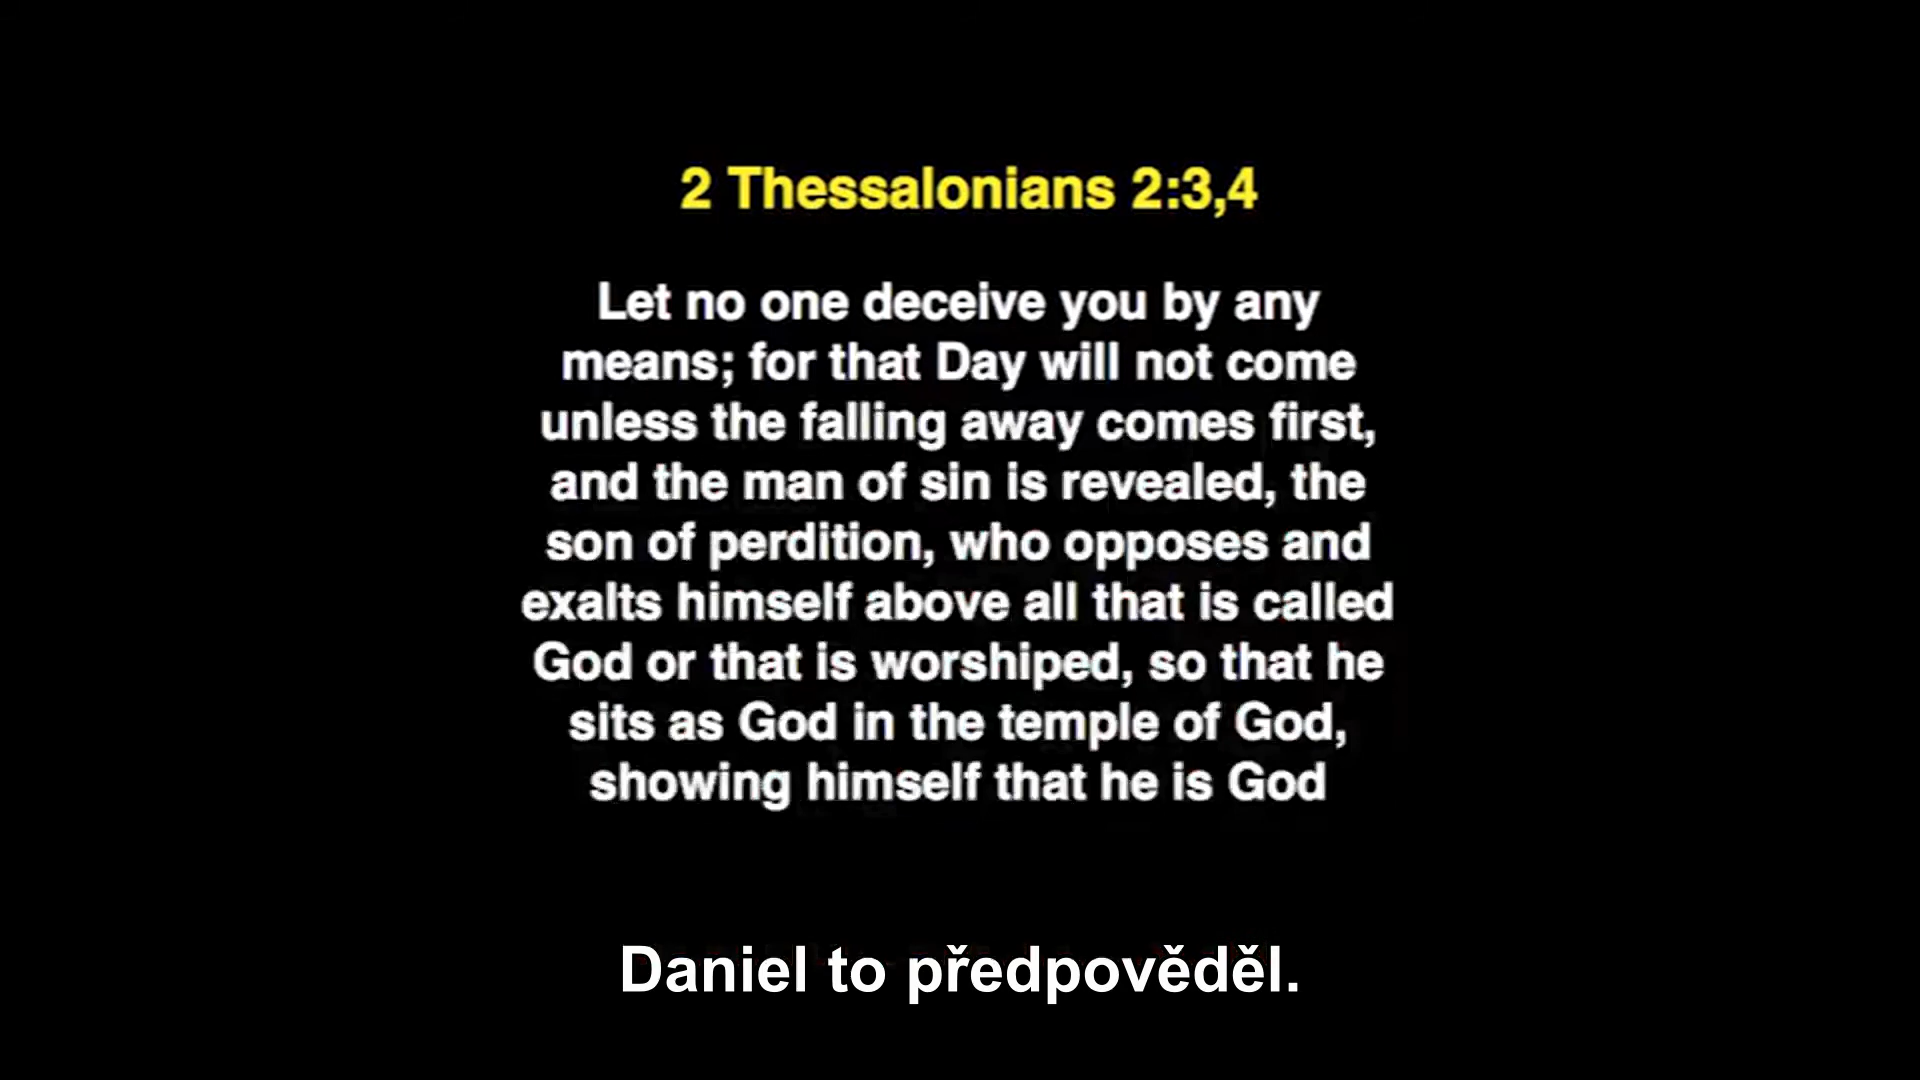 2 Thessalonians 2:3,4
Let no one deceive you by any
means; for that Day will not come
unless the falling away comes first,
and the man of sin is revealed, the
son of perdition, who opposes and
exalts himself above all that is called
God or that is worshiped, so that he
sits as God in the temple of God,
showing himself that he is God
Daniel to předpověděl.